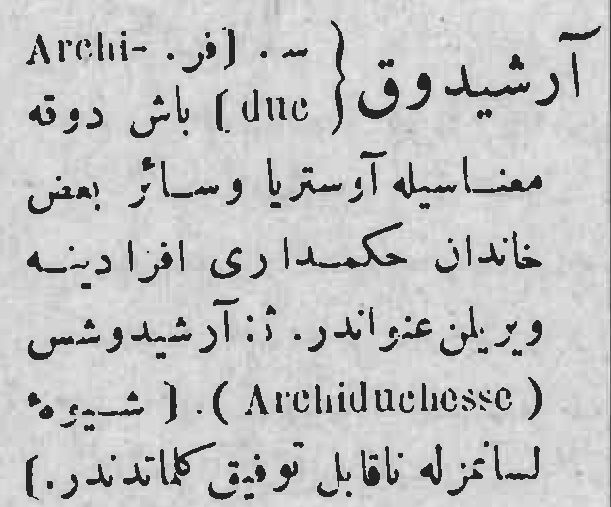 آرشیدوق { س . [ فر . Archi-
duc ] باش دوقه
معناسیله آوستریا وسائر بعض
خاندان حکمداری افرادینه
ویریلن عنواندر . ث : آرشیدوشس
( Archiduchesse ) . [ شیوهٔ
لسانمزله ناقابل توفیق کلماتدندر . ]